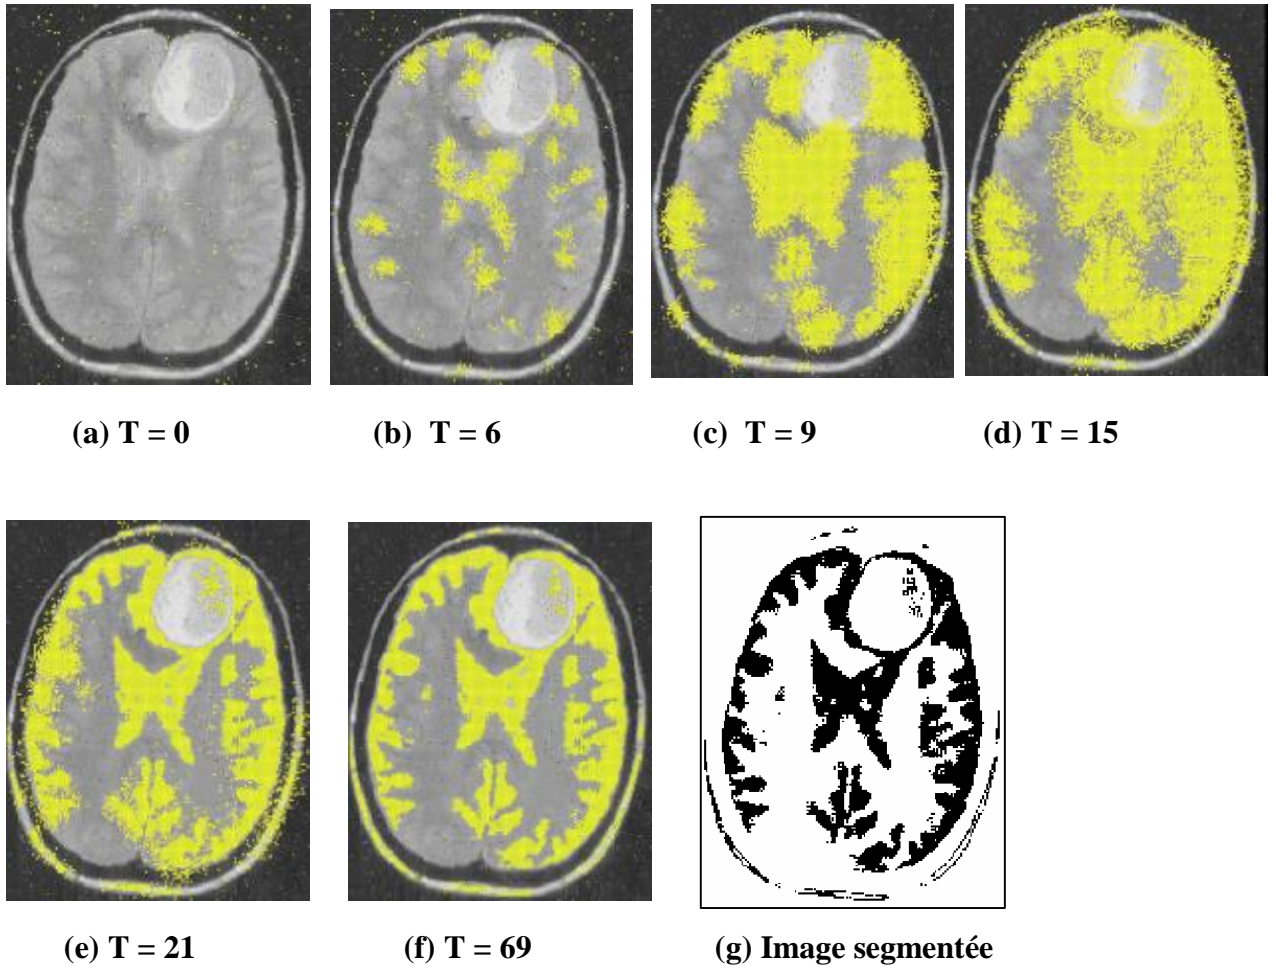 (a) T = 0
(b) T = 6
(c) T = 9
(d) T = 15
(e) T = 21
(f) T = 69
(g) Image segmentée